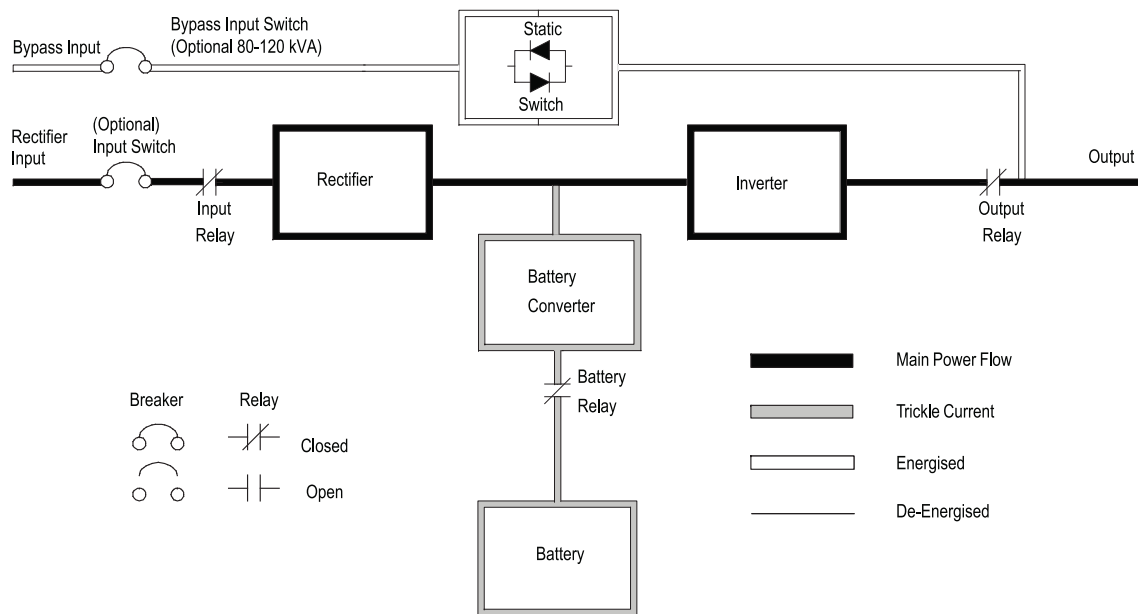 Bypass Input
Bypass Input Switch
(Optional 80-120 kVA)
Static
Switch
Rectifier
Input
(Optional)
Input Switch
Input
Relay
Rectifier
Inverter
Output
Relay
Output
Battery
Converter
Battery
Relay
Battery
Breaker
Relay
Closed
Open
Main Power Flow
Trickle Current
Energised
De-Energised